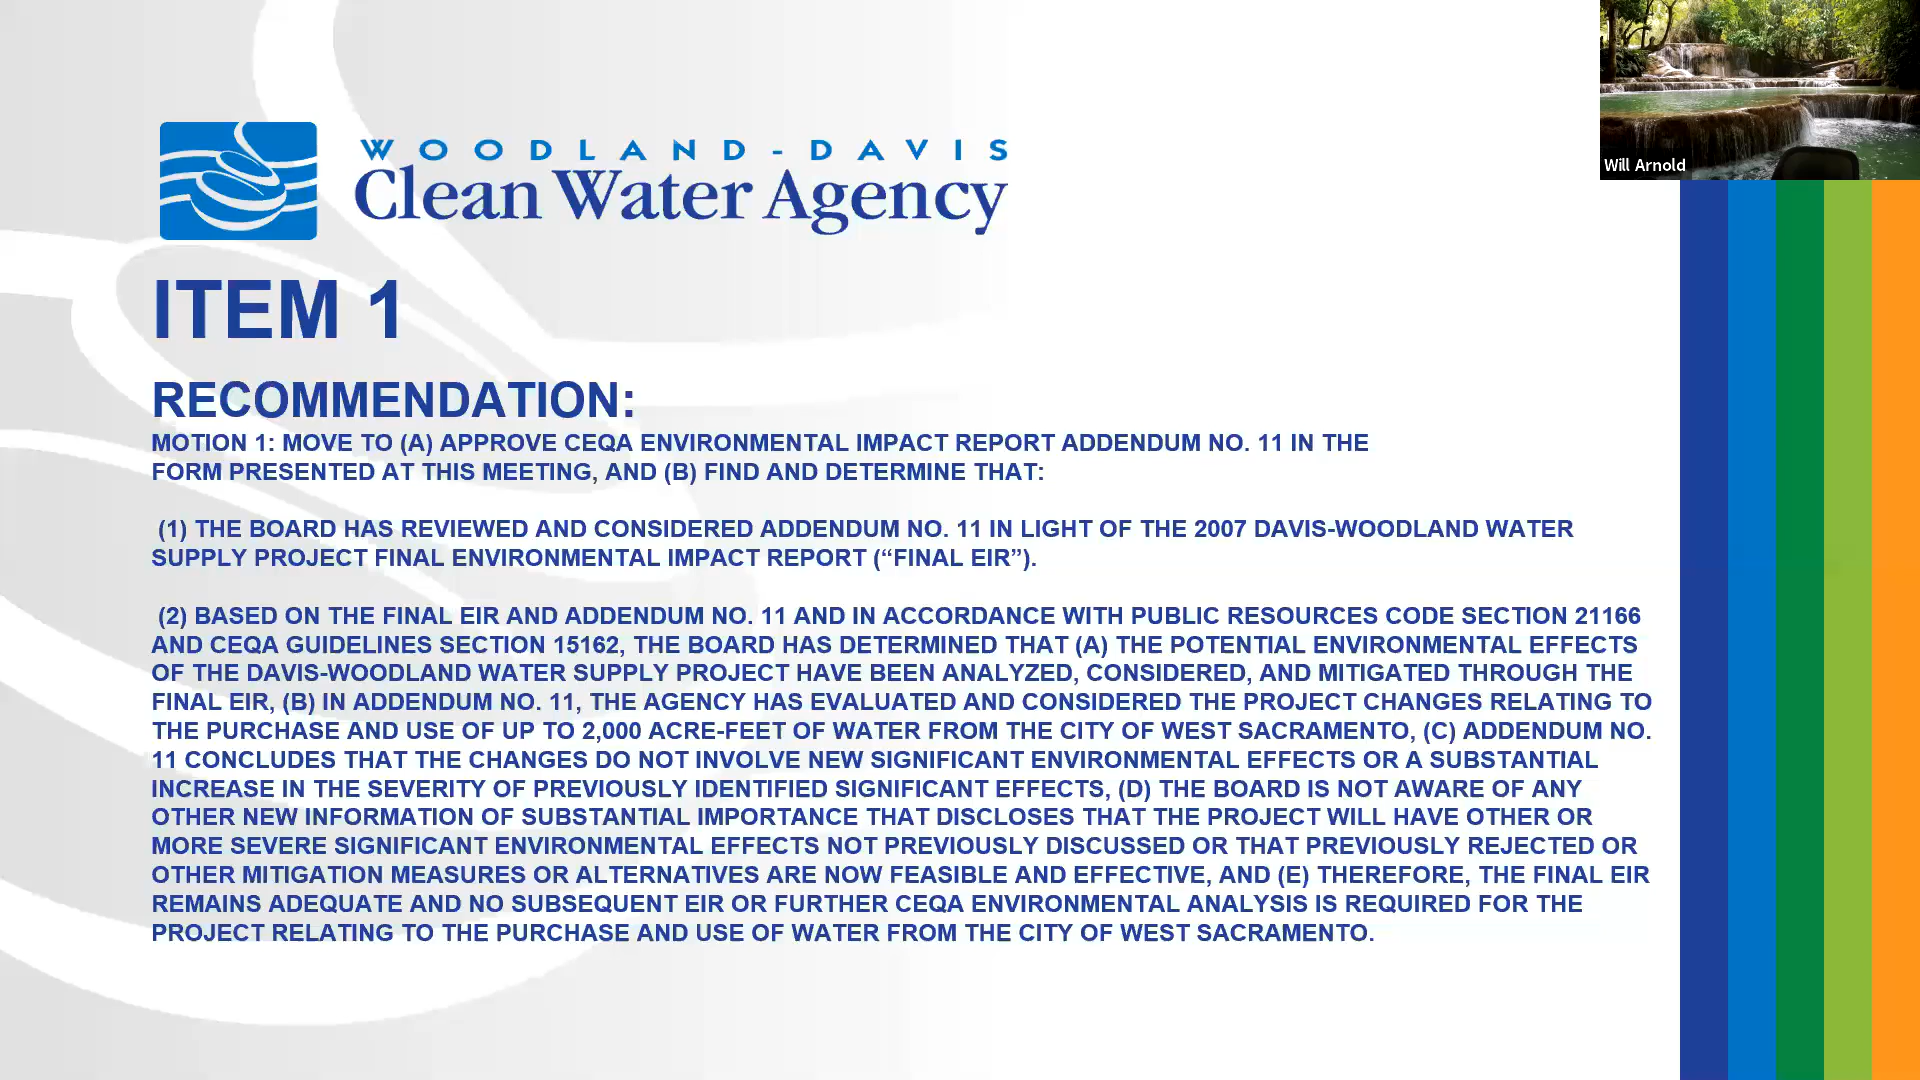 Will Arnold
WOODLAND-DAVIS
Clean Water Agency
ITEM 1
RECOMMENDATION:
MOTION 1: MOVE TO (A) APPROVE CEQA ENVIRONMENTAL IMPACT REPORT ADDENDUM NO. 11 IN THE
FORM PRESENTED AT THIS MEETING, AND (B) FIND AND DETERMINE THAT:
(1) THE BOARD HAS REVIEWED AND CONSIDERED ADDENDUM NO. 11 IN LIGHT OF THE 2007 DAVIS-WOODLAND WATER
SUPPLY PROJECT FINAL ENVIRONMENTAL IMPACT REPORT (“FINAL EIR”).
(2) BASED ON THE FINAL EIR AND ADDENDUM NO. 11 AND IN ACCORDANCE WITH PUBLIC RESOURCES CODE SECTION 21166
AND CEQA GUIDELINES SECTION 15162, THE BOARD HAS DETERMINED THAT (A) THE POTENTIAL ENVIRONMENTAL EFFECTS
OF THE DAVIS-WOODLAND WATER SUPPLY PROJECT HAVE BEEN ANALYZED, CONSIDERED, AND MITIGATED THROUGH THE
FINAL EIR, (B) IN ADDENDUM NO. 11, THE AGENCY HAS EVALUATED AND CONSIDERED THE PROJECT CHANGES RELATING TO
THE PURCHASE AND USE OF UP TO 2,000 ACRE-FEET OF WATER FROM THE CITY OF WEST SACRAMENTO, (C) ADDENDUM NO.
11 CONCLUDES THAT THE CHANGES DO NOT INVOLVE NEW SIGNIFICANT ENVIRONMENTAL EFFECTS OR A SUBSTANTIAL
INCREASE IN THE SEVERITY OF PREVIOUSLY IDENTIFIED SIGNIFICANT EFFECTS, (D) THE BOARD IS NOT AWARE OF ANY
OTHER NEW INFORMATION OF SUBSTANTIAL IMPORTANCE THAT DISCLOSES THAT THE PROJECT WILL HAVE OTHER OR
MORE SEVERE SIGNIFICANT ENVIRONMENTAL EFFECTS NOT PREVIOUSLY DISCUSSED OR THAT PREVIOUSLY REJECTED OR
OTHER MITIGATION MEASURES OR ALTERNATIVES ARE NOW FEASIBLE AND EFFECTIVE, AND (E) THEREFORE, THE FINAL EIR
REMAINS ADEQUATE AND NO SUBSEQUENT EIR OR FURTHER CEQA ENVIRONMENTAL ANALYSIS IS REQUIRED FOR THE
PROJECT RELATING TO THE PURCHASE AND USE OF WATER FROM THE CITY OF WEST SACRAMENTO.